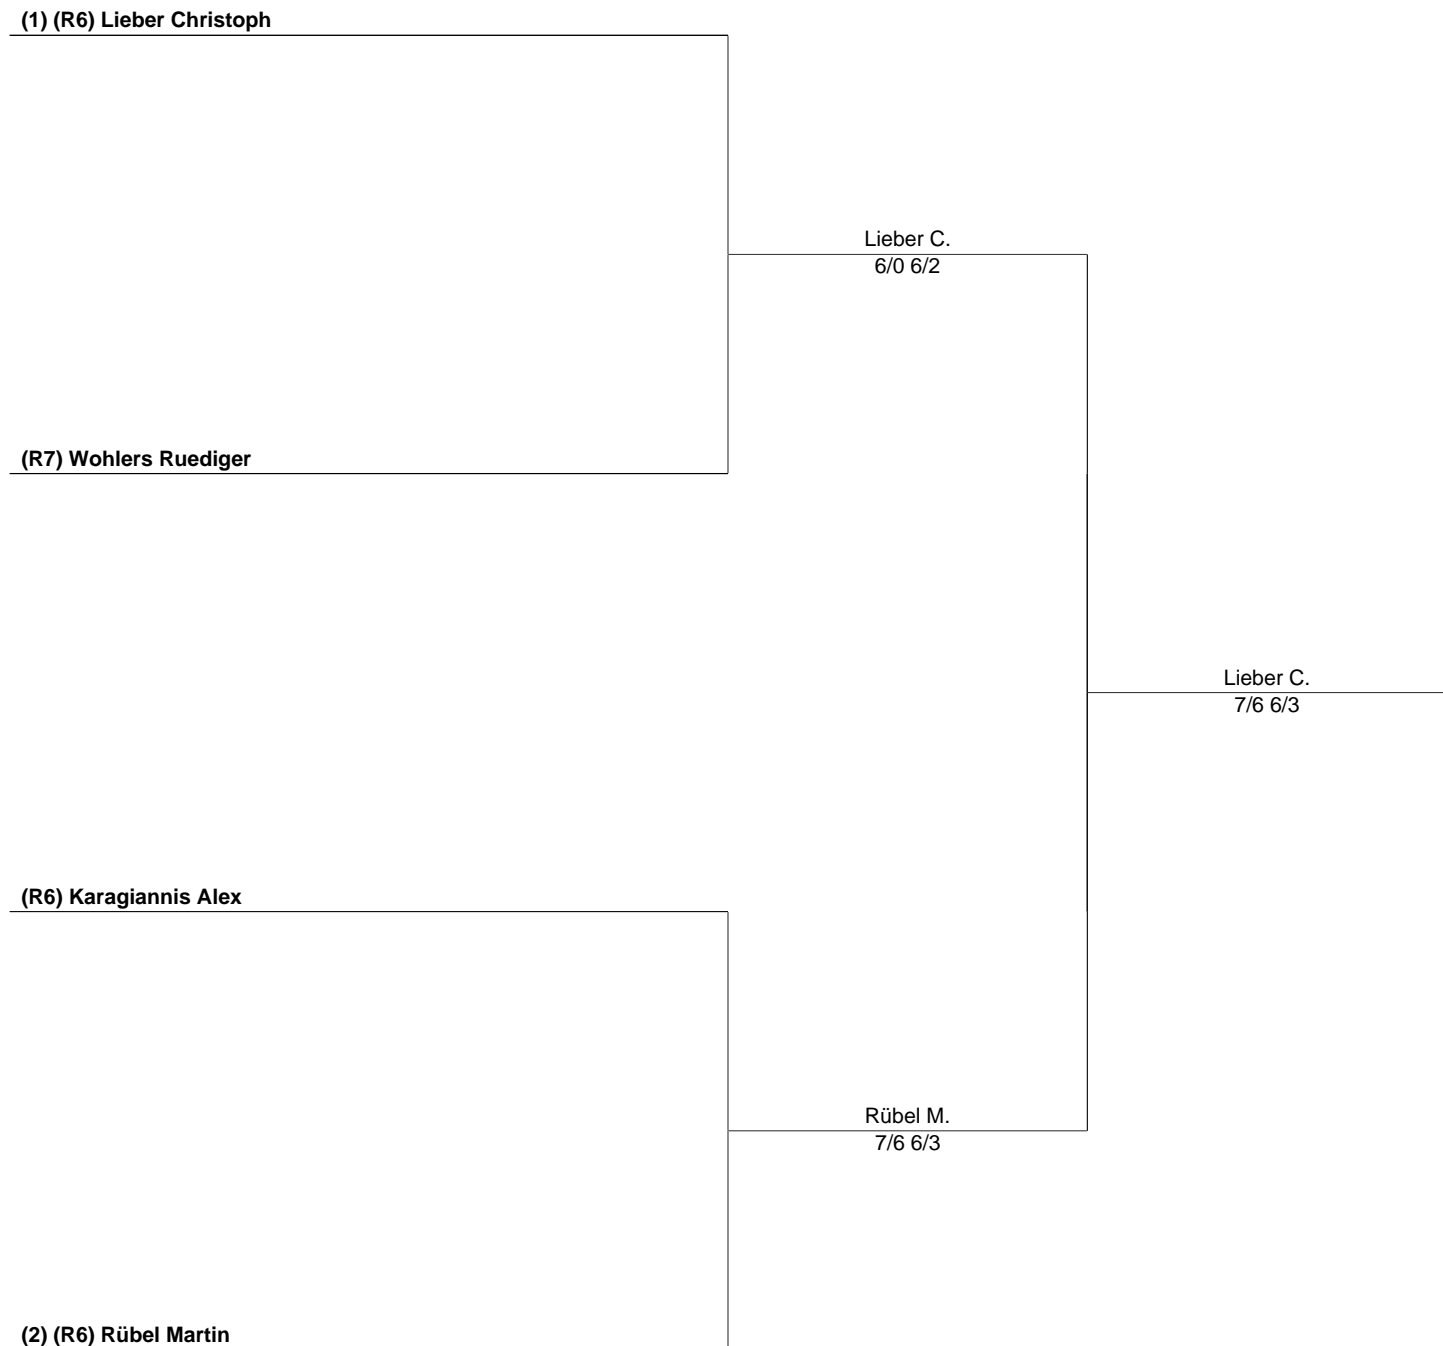 (1) (R6) Lieber Christoph
Lieber C.
6/0 6/2
(R7) Wohlers Ruediger
Lieber C.
7/6 6/3
(R6) Karagiannis Alex
Rübel M.
7/6 6/3
(2) (R6) Rübel Martin